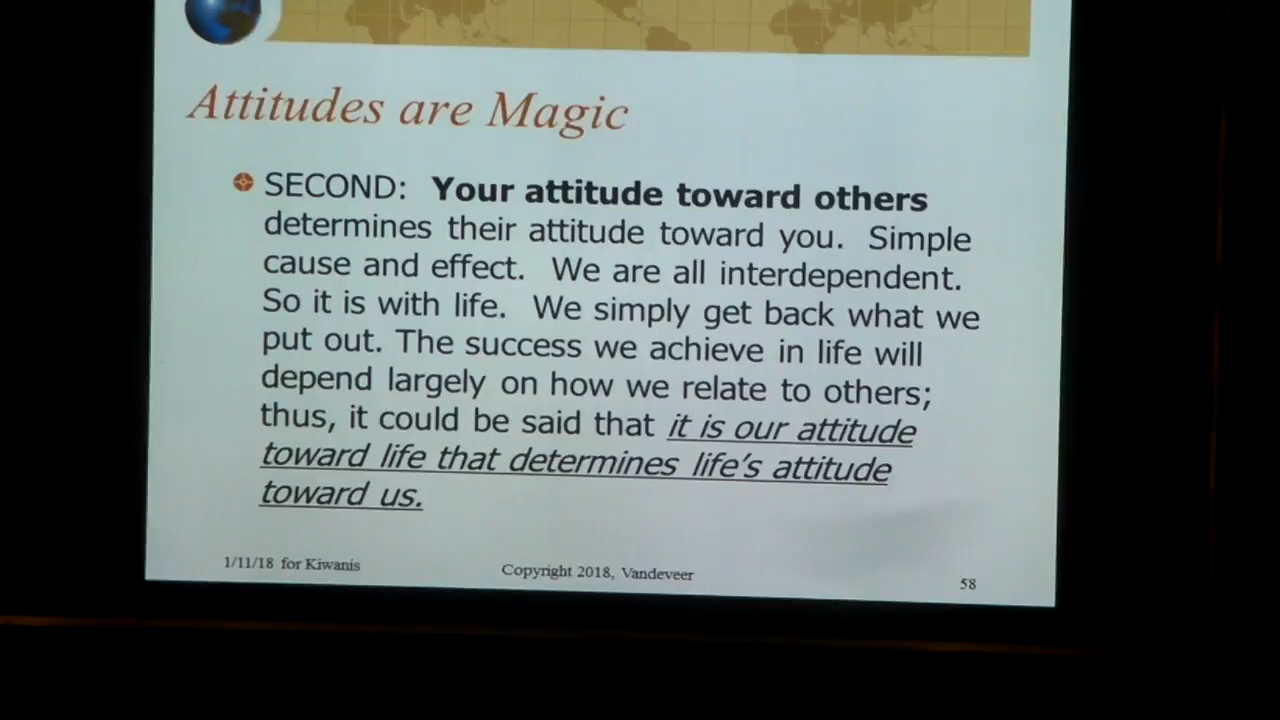 Attitudes are Magic
SECOND: Your attitude toward others
determines their attitude toward you. Simple
cause and effect. We are all interdependent.
So it is with life. We simply get back what we
put out. The success we achieve in life will
depend largely on how we relate to others;
thus, it could be said that it is our attitude
toward life that determines life's attitude
toward us.
1/11/18 for Kiwanis
Copyright 2018, Vandeveer
58